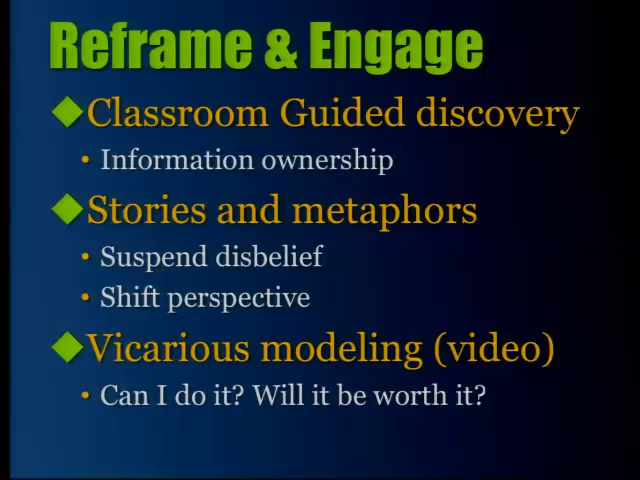 Reframe & Engage
Classroom Guided discovery
• Information ownership
Stories and metaphors
• Suspend disbelief
• Shift perspective
Vicarious modeling (video)
• Can I do it? Will it be worth it?